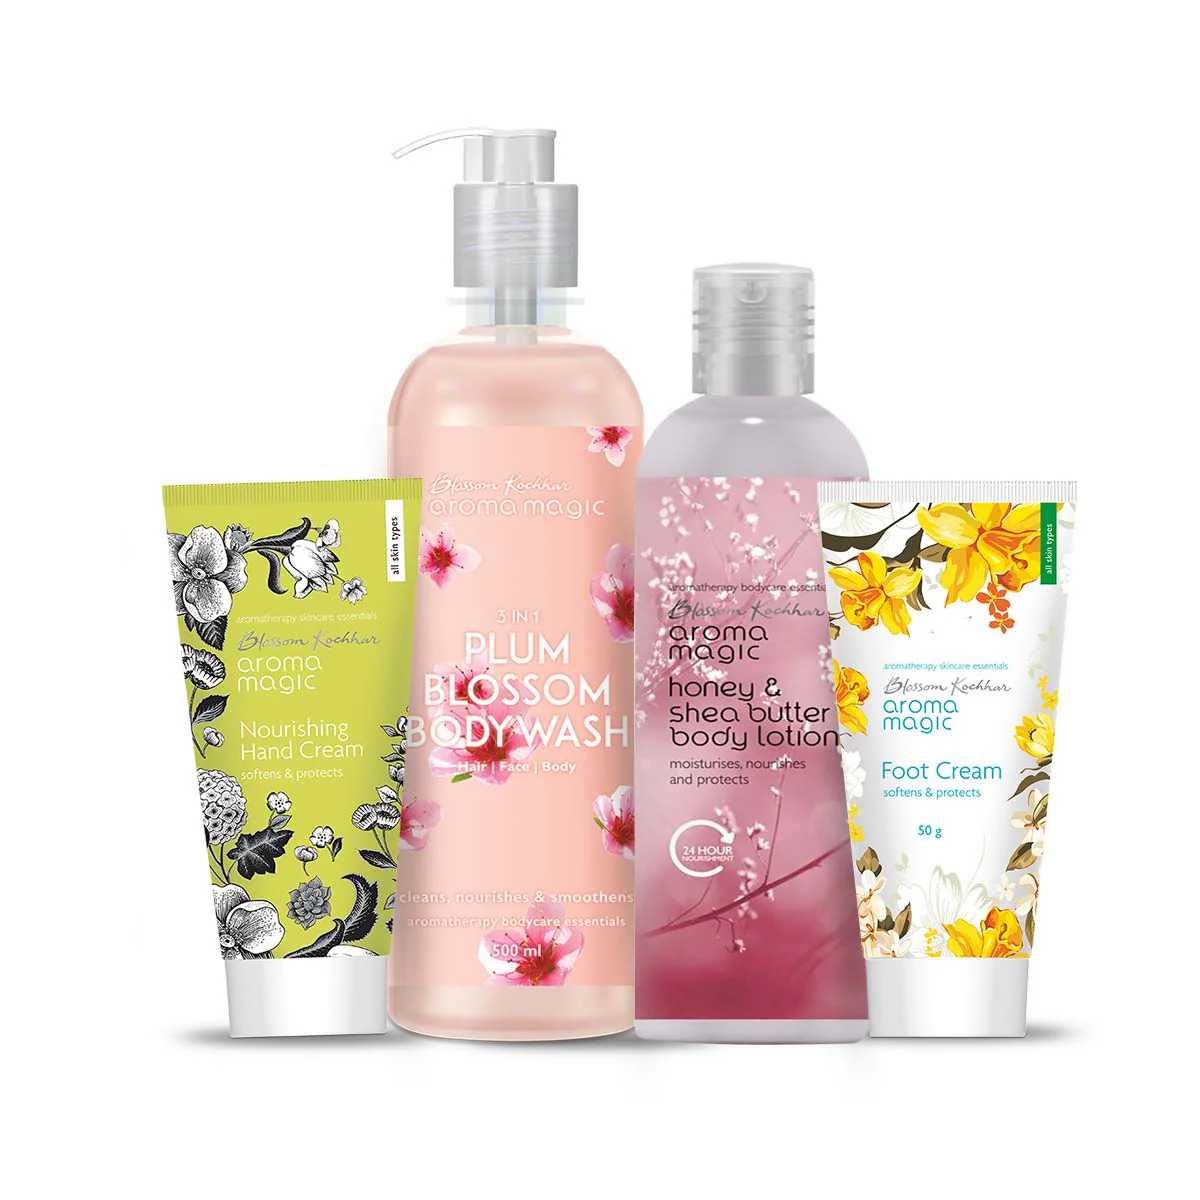 all skin types
aromatherapy skincare essentials
Blossom Kochhar
aroma
magic
Nourishing
Hand Cream
softens & protects
Blossom Kochhar
aroma magic
3 IN 1
PLUM
BLOSSOM
BODYWASH
Hair | Face | Body
cleans, nourishes & smoothens
aromatherapy bodycare essentials
500 ml
aromatherapy bodycare
Blossom Kochhar
aroma
magic
honey &
shea butter
body lotion
moisturises, nourishes
and protects
24 HOUR
NOURISHMENT
all skin types
aromatherapy skincare essentials
Blossom Kochhar
aroma
magic
Foot Cream
softens & protects
50 g